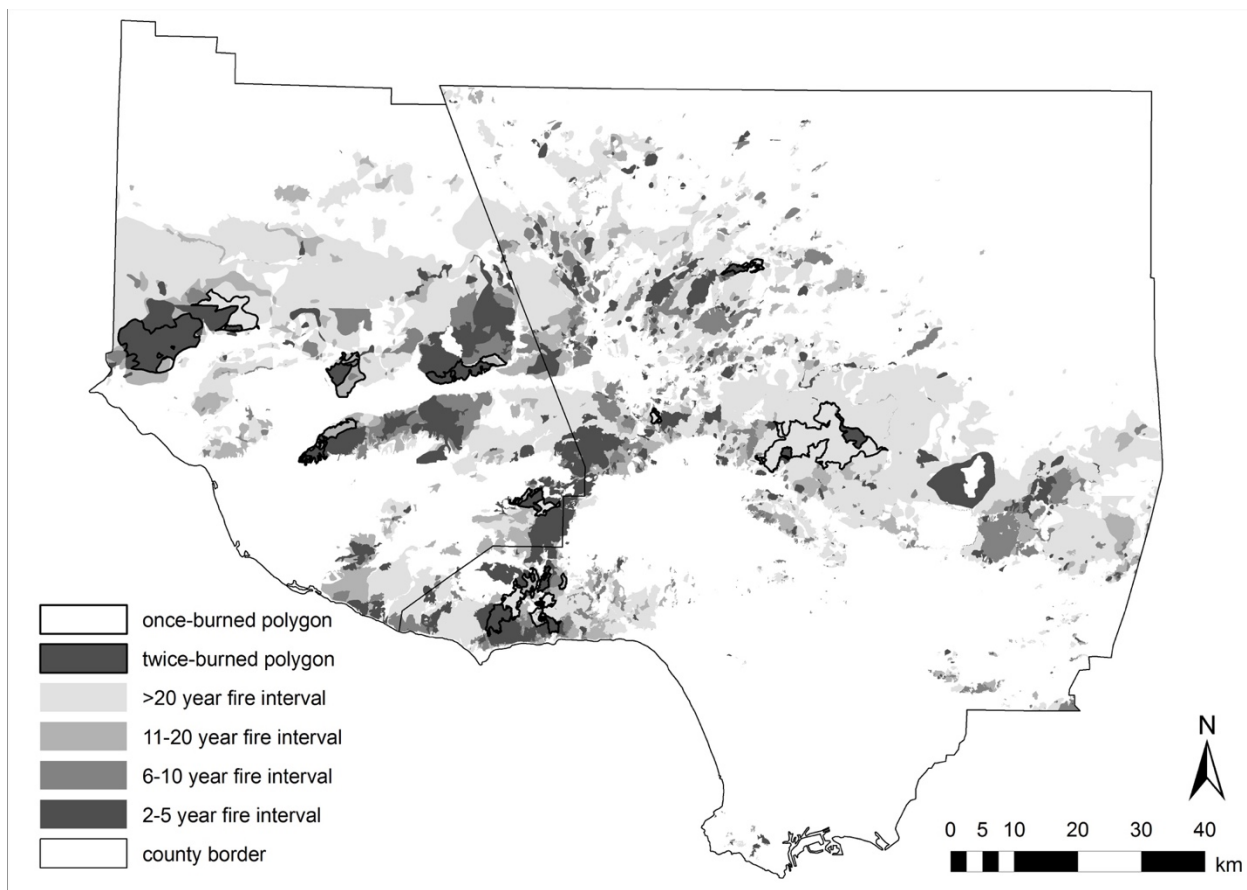 once-burned polygon
twice-burned polygon
>20 year fire interval
11-20 year fire interval
6-10 year fire interval
2-5 year fire interval
county border
N
0 5 10 20 30 40
km